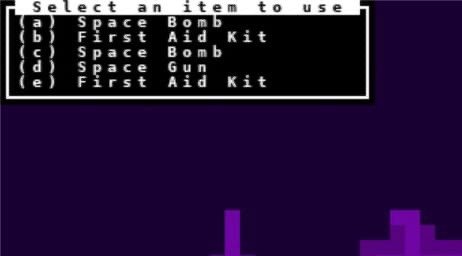 Select an item to use
(a) Space Bomb
(b) First Aid Kit
(c) Space Bomb
(d) Space Gun
(e) First Aid Kit